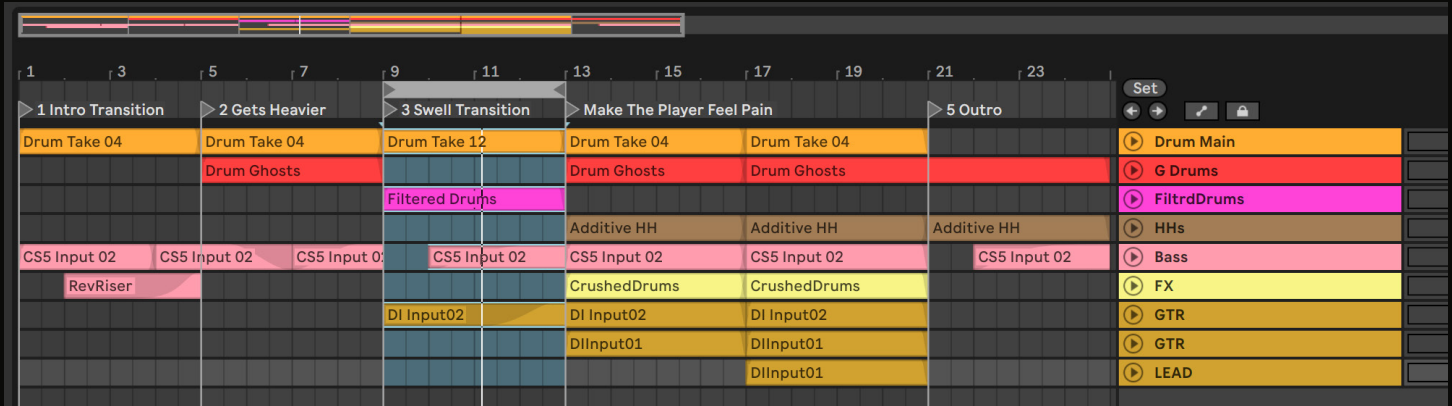 1 3 5 7 9 11 13 15 17 19 21 23
Set
1 Intro Transition 2 Gets Heavier 3 Swell Transition Make The Player Feel Pain 5 Outro
Drum Take 04 Drum Take 04 Drum Take 12 Drum Take 04 Drum Take 04 Drum Main
Drum Ghosts Drum Ghosts Drum Ghosts G Drums
Filtered Drums FiltrdDrums
Additive HH Additive HH Additive HH HHs
CS5 Input 02 CS5 Input 02 CS5 Input 02 CS5 Input 02 CS5 Input 02 CS5 Input 02 CS5 Input 02 Bass
RevRiser CrushedDrums CrushedDrums FX
DI Input02 DI Input02 DI Input02 GTR
DIInput01 DIInput01 GTR
DIInput01 LEAD